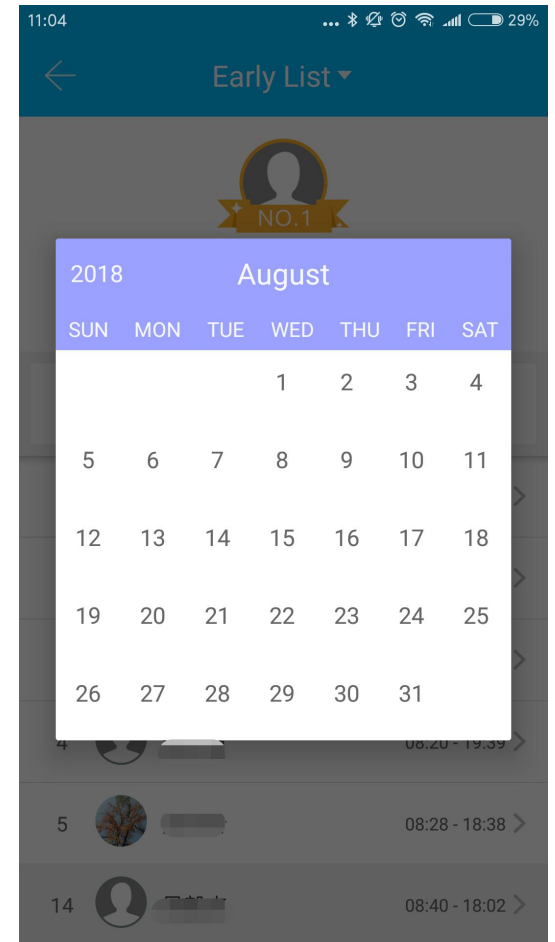 11:04 ... 29%
Early List
NO.1
2018 August
SUN MON TUE WED THU FRI SAT
1 2 3 4
5 6 7 8 9 10 11
12 13 14 15 16 17 18
19 20 21 22 23 24 25
26 27 28 29 30 31
4 08:20 - 19:39
5 08:28 - 18:38
14 08:40 - 18:02